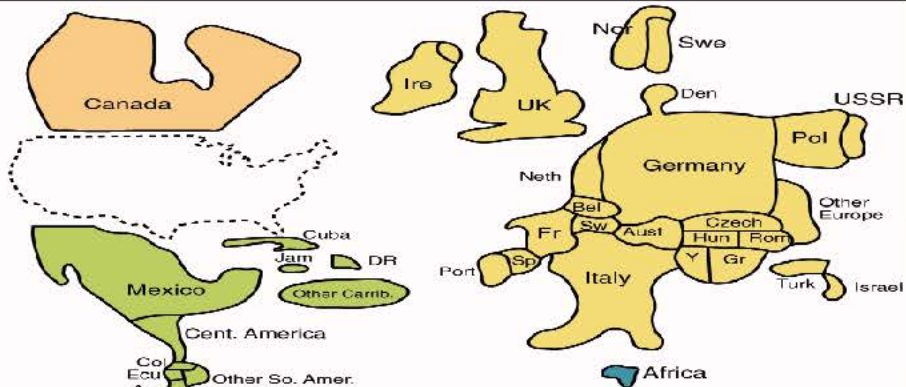 Canada
Cuba
Jam
DR
Mexico
Other Carrib.
Cent. America
Col
Ecu
Other So. Amer.
Nor
Swe
Ire
UK
Den
USSR
Pol
Neth
Germany
Bel
Other
Europe
Fr
Sw
Aust
Czech
Hun
Rom
Port
Sp
Italy
Y
Gr
Turk
Israel
Africa